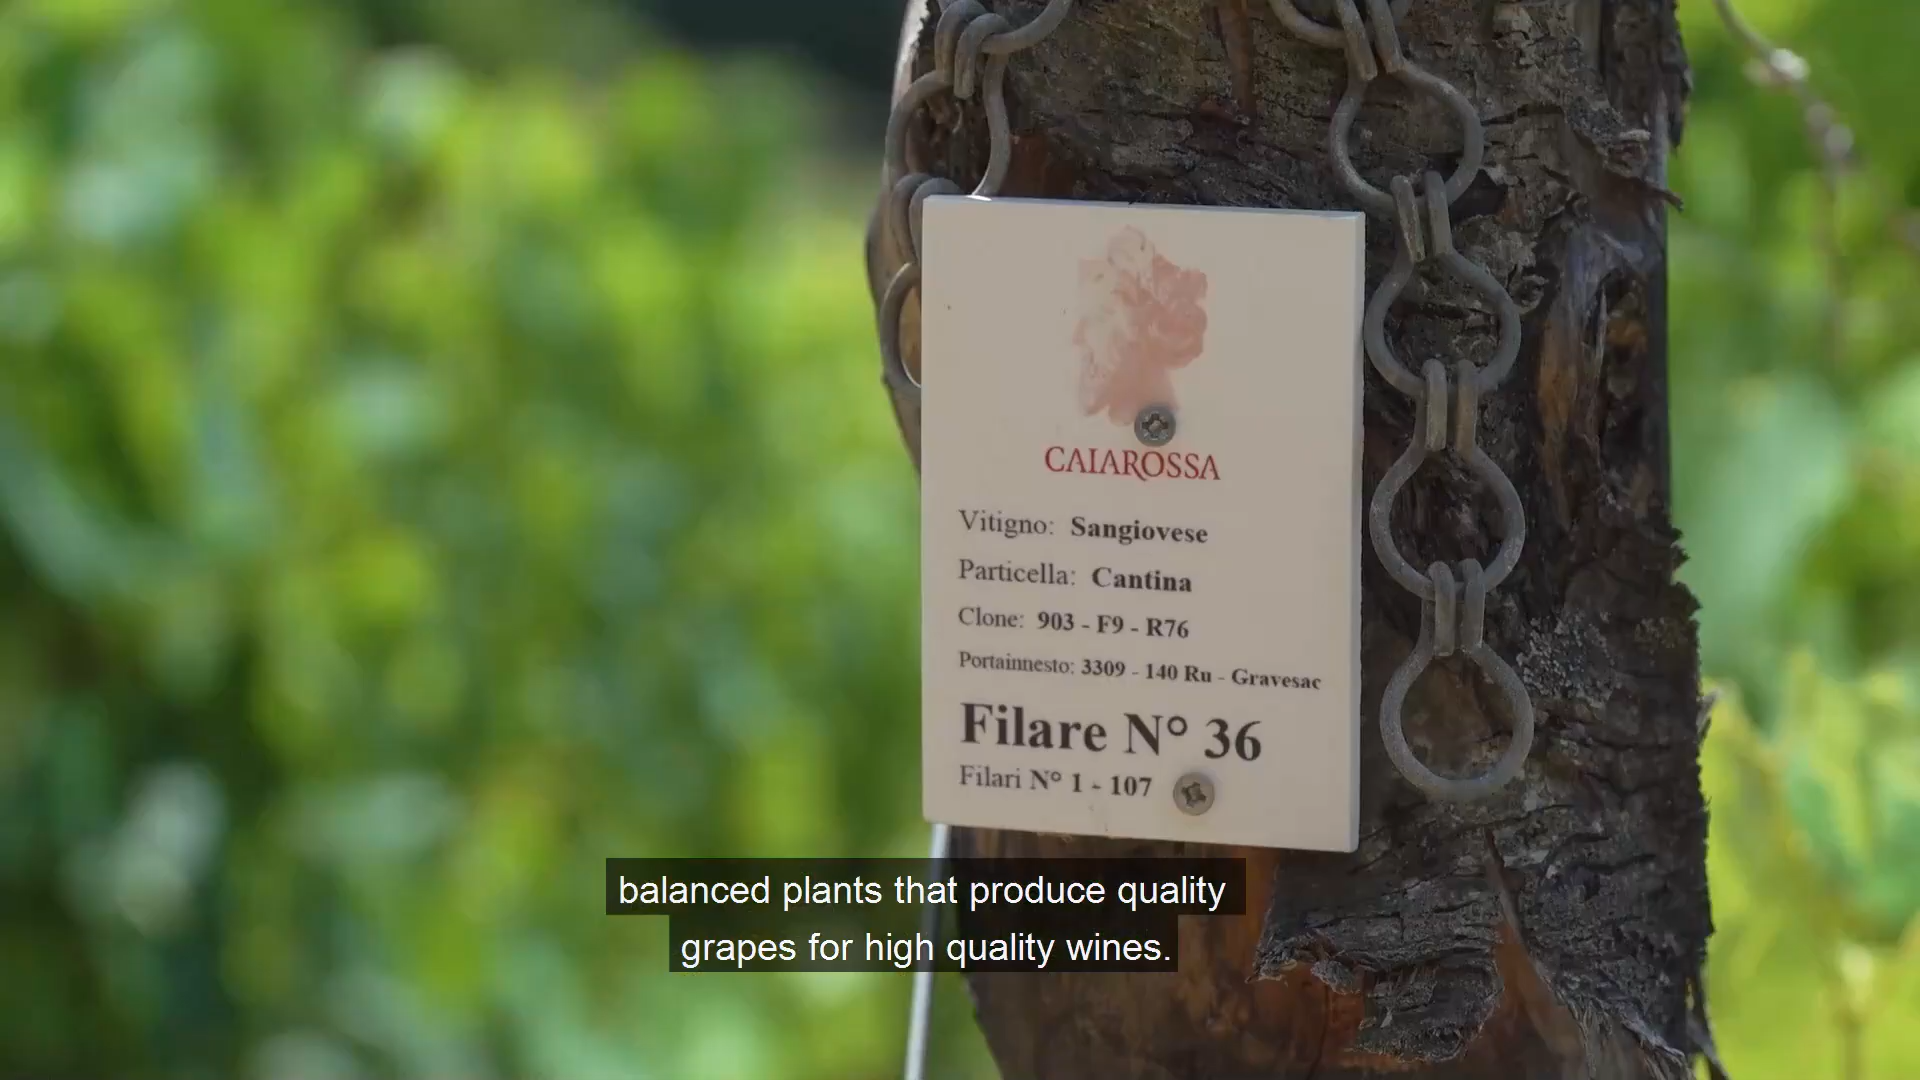 CAIAROSSA
Vitigno: Sangiovese
Particella: Cantina
Clone: 903 - F9 - R76
Portainnesto: 3309 - 140 Ru - Gravesac
Filare N° 36
Filari N° 1 - 107
balanced plants that produce quality
grapes for high quality wines.